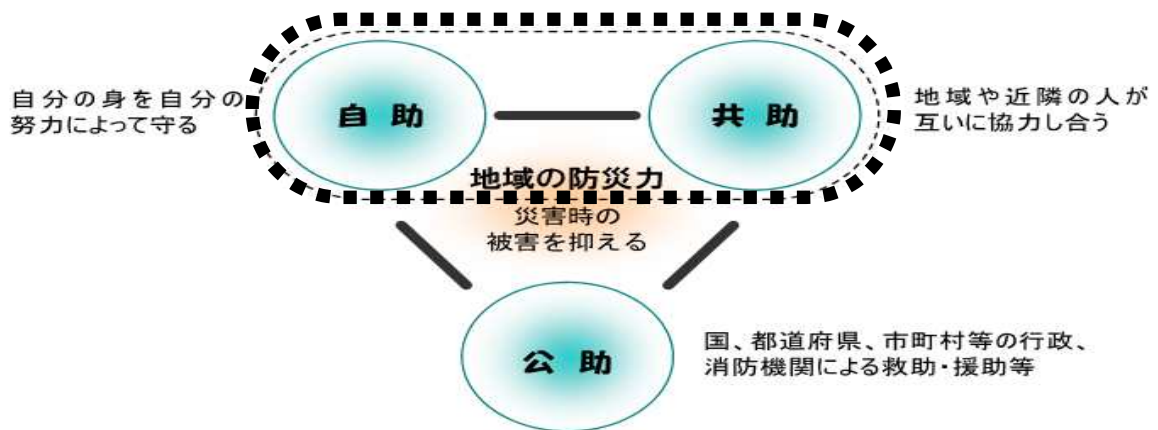 自助
共助
自分の身を自分の
努力によって守る
地域や近隣の人が
互いに協力し合う
地域の防災力
災害時の
被害を抑える
公助
国、都道府県、市町村等の行政、
消防機関による救助・援助等